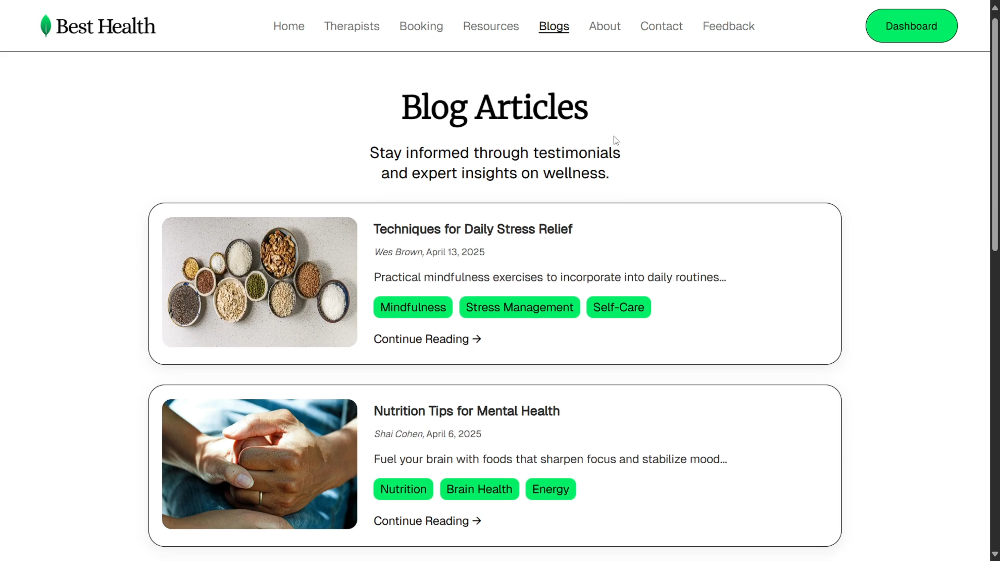 Best Health
Home Therapists Booking Resources Blogs About Contact Feedback
Dashboard
Blog Articles
Stay informed through testimonials
and expert insights on wellness.
Techniques for Daily Stress Relief
Wes Brown, April 13, 2025
Practical mindfulness exercises to incorporate into daily routines...
Mindfulness Stress Management Self-Care
Continue Reading →
Nutrition Tips for Mental Health
Shai Cohen, April 6, 2025
Fuel your brain with foods that sharpen focus and stabilize mood...
Nutrition Brain Health Energy
Continue Reading →